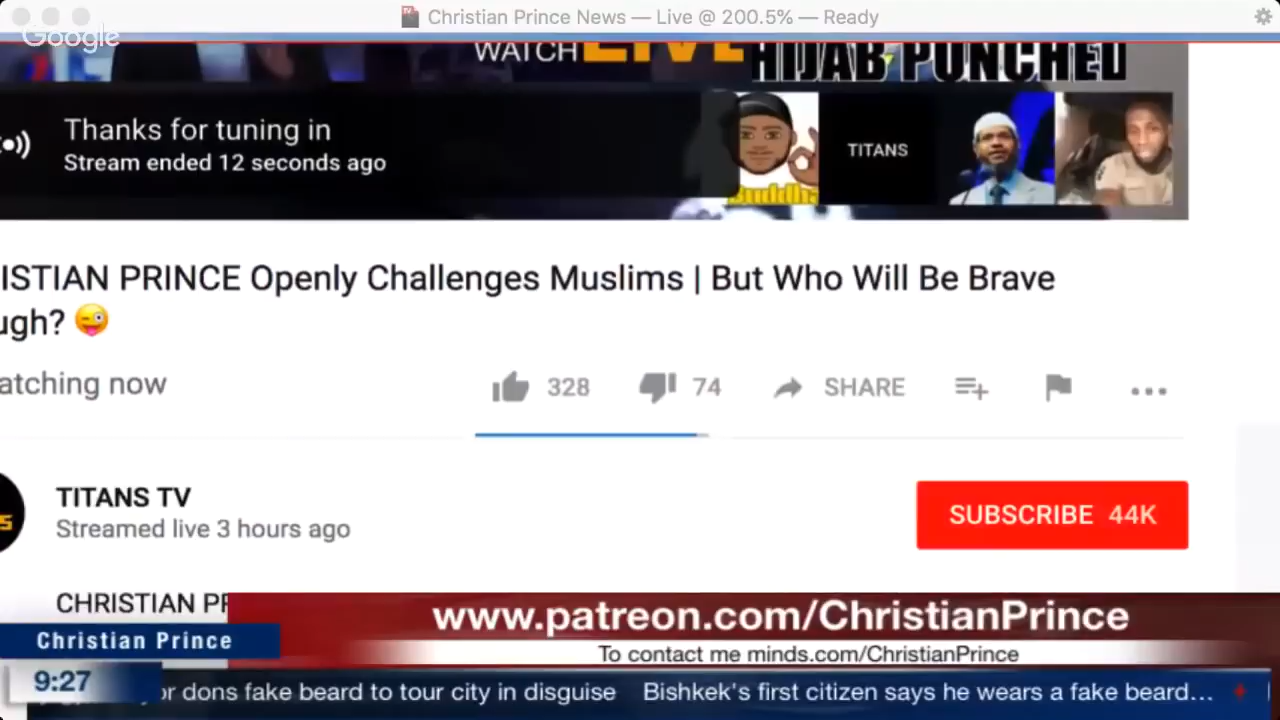 Christian Prince News — Live @ 200.5% — Ready
Google
WATCH LIVE HIJAB PUNCHED
Thanks for tuning in
Stream ended 12 seconds ago
Buddha
TITANS
ISTIAN PRINCE Openly Challenges Muslims | But Who Will Be Brave
ugh? 😜
atching now
328 74 SHARE
TITANS TV
Streamed live 3 hours ago
SUBSCRIBE 44K
CHRISTIAN PR
www.patreon.com/ChristianPrince
To contact me minds.com/ChristianPrince
Christian Prince
9:27
or dons fake beard to tour city in disguise Bishkek's first citizen says he wears a fake beard...